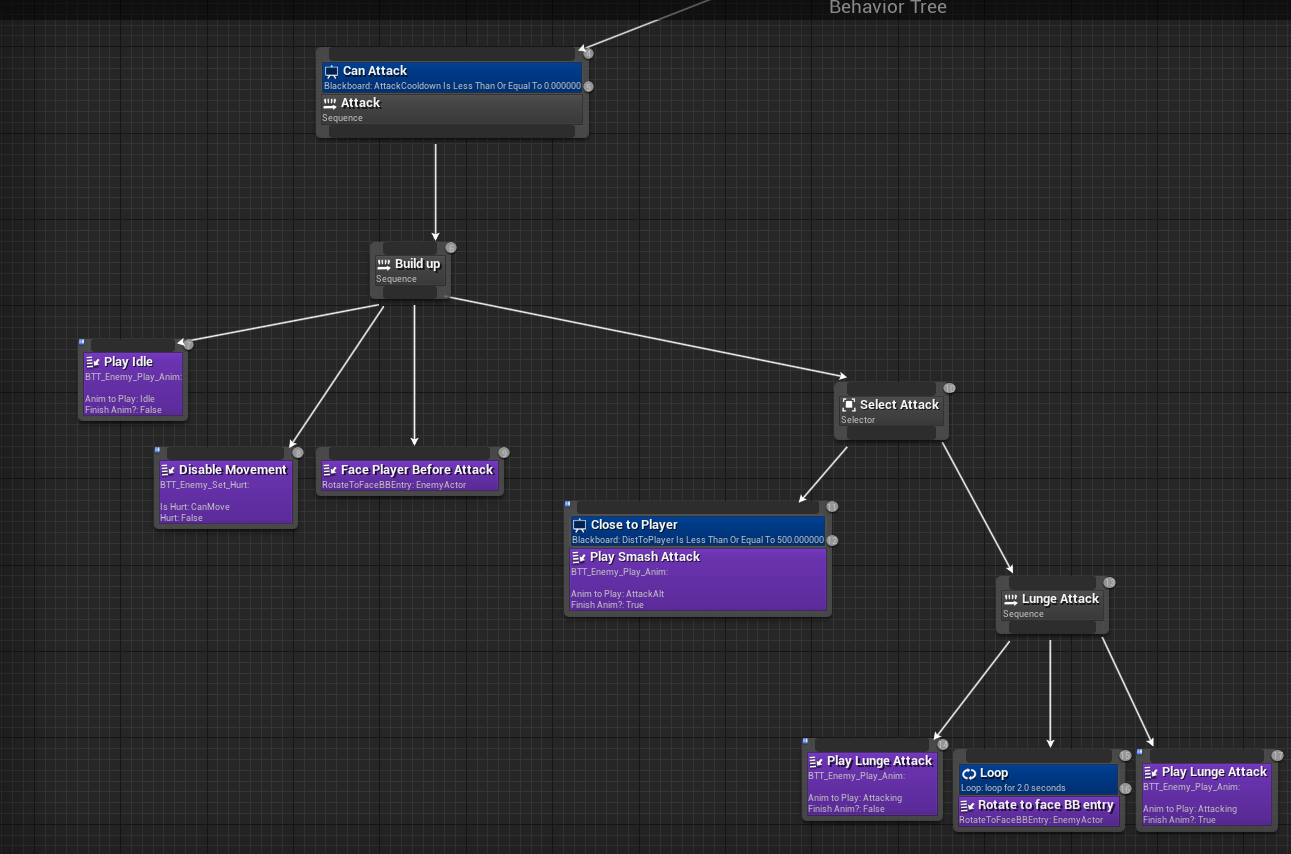 Behavior Tree
Can Attack
Blackboard: AttackCooldown Is Less Than Or Equal To 0.000000
Attack
Sequence
Build up
Sequence
Play Idle
BTT_Enemy_Play_Anim:
Anim to Play: Idle
Finish Anim?: False
Disable Movement
BTT_Enemy_Set_Hurt:
Is Hurt: CanMove
Hurt: False
Face Player Before Attack
RotateToFaceBBEntry: EnemyActor
Select Attack
Selector
Close to Player
Blackboard: DistToPlayer Is Less Than Or Equal To 500.000000
Play Smash Attack
BTT_Enemy_Play_Anim:
Anim to Play: AttackAlt
Finish Anim?: True
Lunge Attack
Sequence
Play Lunge Attack
BTT_Enemy_Play_Anim:
Anim to Play: Attacking
Finish Anim?: False
Loop
Loop: loop for 2.0 seconds
Rotate to face BB entry
RotateToFaceBBEntry: EnemyActor
Play Lunge Attack
BTT_Enemy_Play_Anim:
Anim to Play: Attacking
Finish Anim?: True